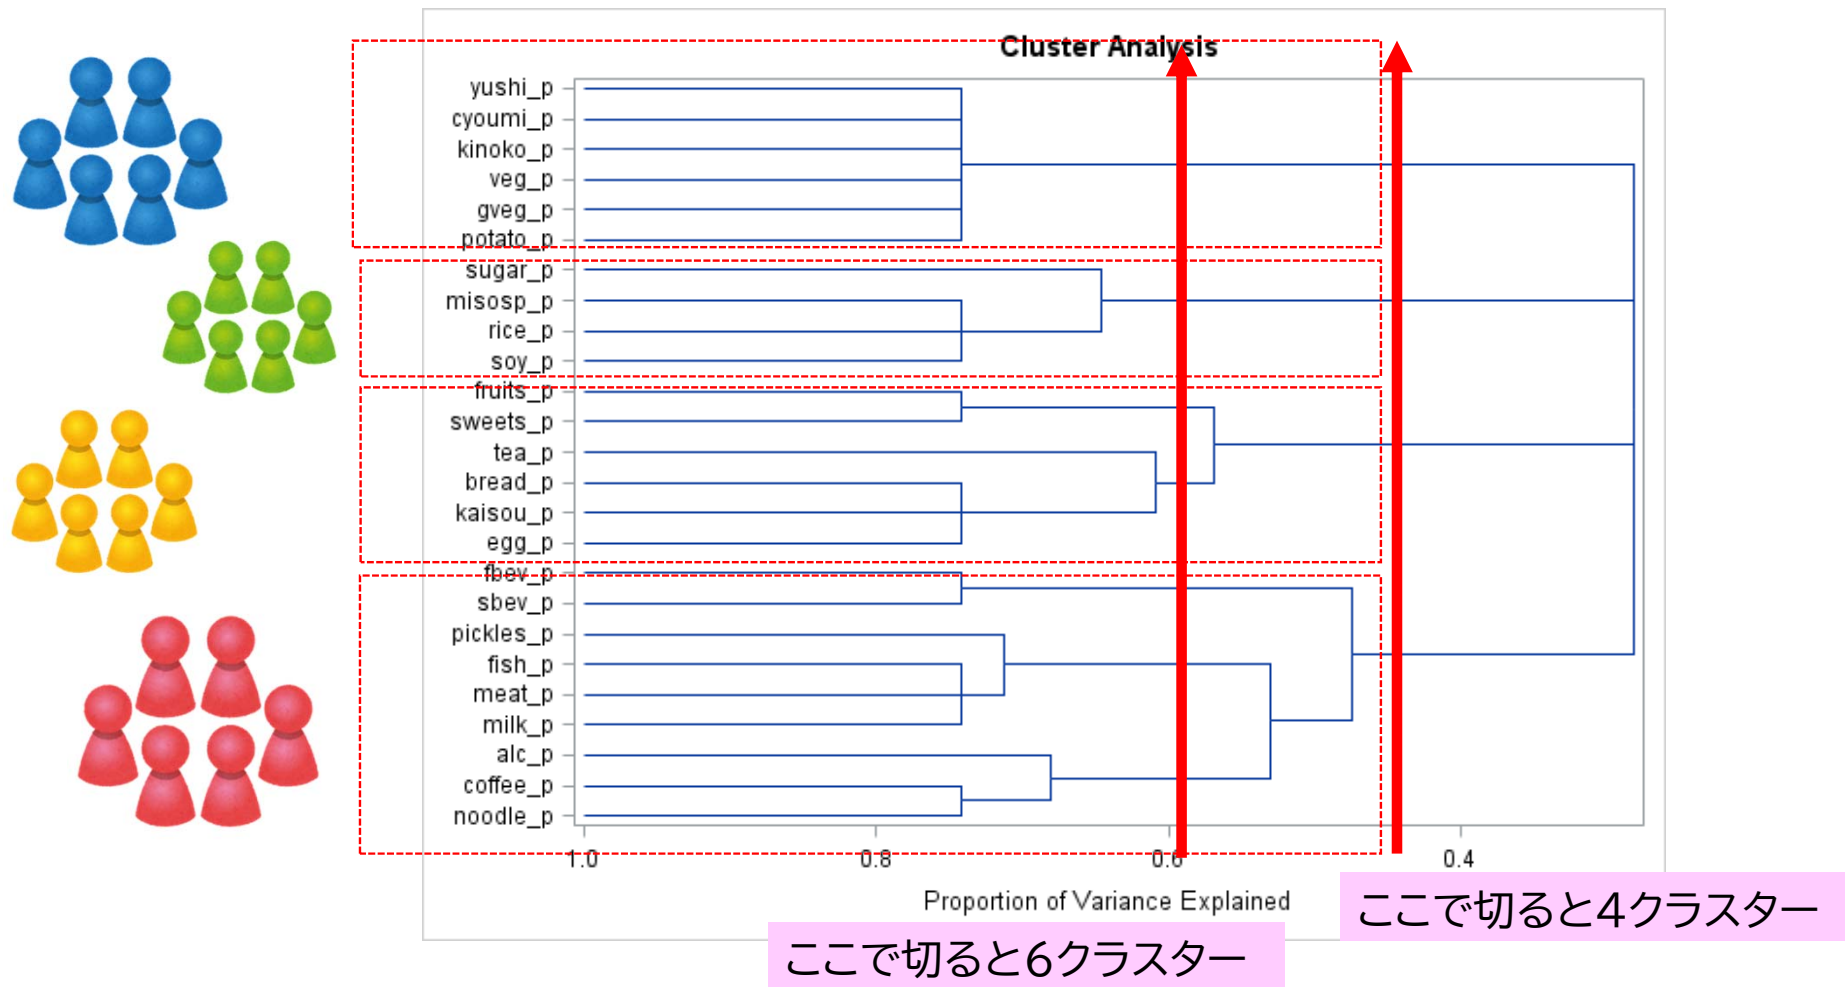 Cluster Analysis
yushi_p
cyoumi_p
kinoko_p
veg_p
gveg_p
potato_p
sugar_p
misosp_p
rice_p
soy_p
fruits_p
sweets_p
tea_p
bread_p
kaisou_p
egg_p
fbev_p
sbev_p
pickles_p
fish_p
meat_p
milk_p
alc_p
coffee_p
noodle_p
1.0 0.8 0.6 0.4
Proportion of Variance Explained
ここで切ると4クラスター
ここで切ると6クラスター